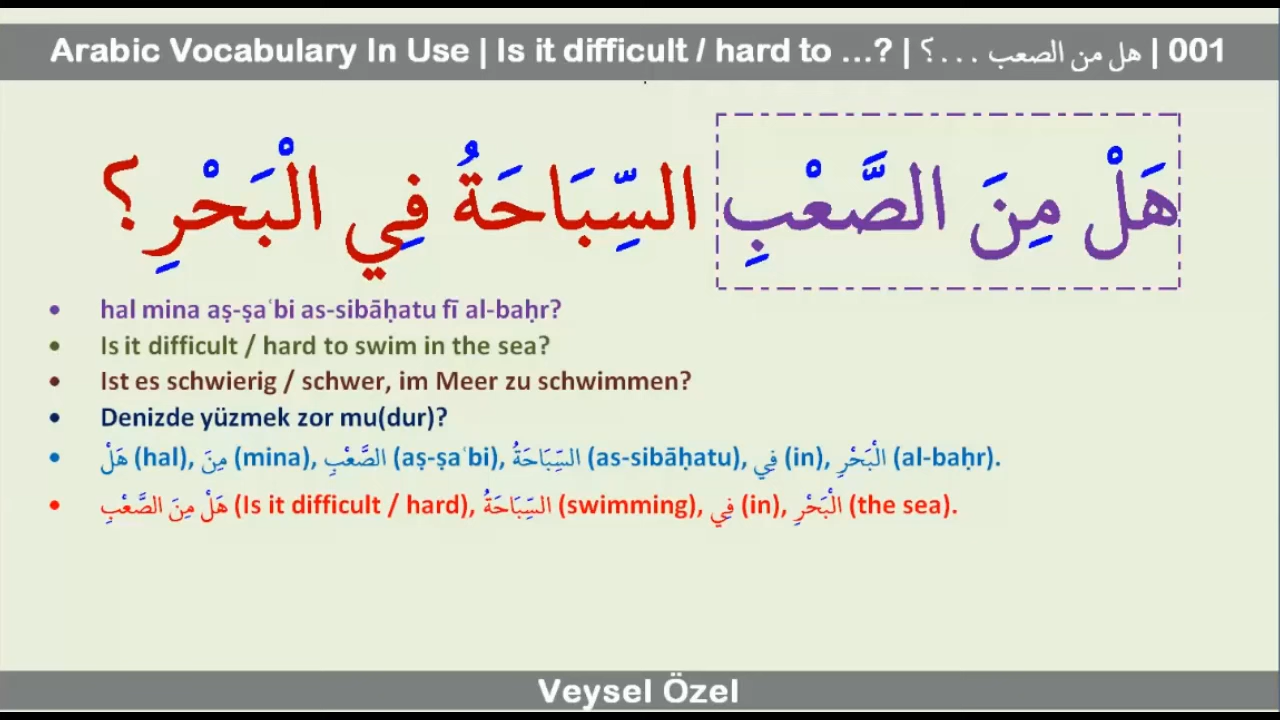 Arabic Vocabulary In Use | Is it difficult / hard to ...? | هل من الصعب ...؟ | 001
هَلْ مِنَ الصَّعْبِ السِّبَاحَةُ فِي الْبَحْرِ؟
• hal mina aṣ-ṣaʿbi as-sibāḥatu fī al-baḥr?
• Is it difficult / hard to swim in the sea?
• Ist es schwierig / schwer, im Meer zu schwimmen?
• Denizde yüzmek zor mu(dur)?
• هَلْ (hal), مِنَ (mina), الصَّعْبِ (aṣ-ṣaʿbi), السِّبَاحَةُ (as-sibāḥatu), فِي (in), الْبَحْرِ (al-baḥr).
• هَلْ مِنَ الصَّعْبِ (Is it difficult / hard), السِّبَاحَةُ (swimming), فِي (in), الْبَحْرِ (the sea).
Veysel Özel